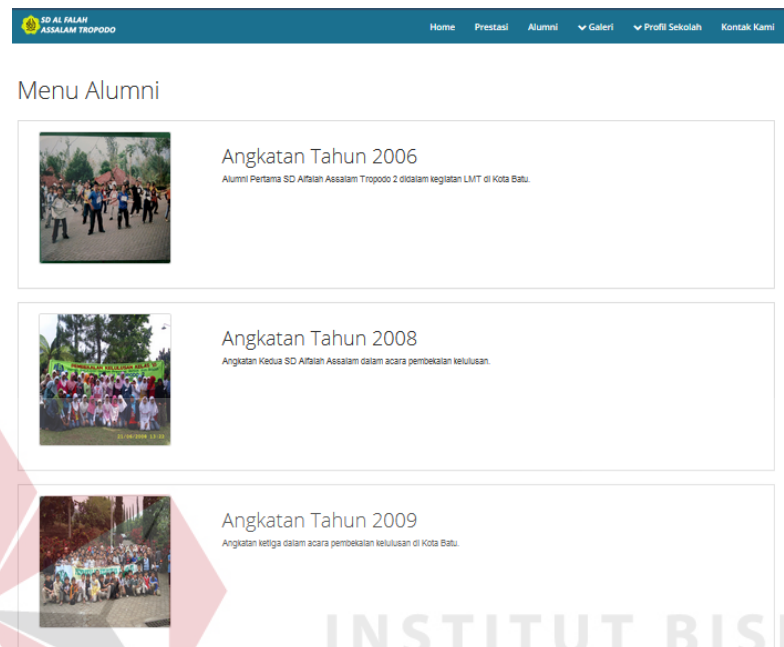 SD AL FALAH
ASSALAM TROPODO
Home Prestasi Alumni Galeri Profil Sekolah Kontak Kami
Menu Alumni
Angkatan Tahun 2006
Alumni Pertama SD Alfalah Assalam Tropodo 2 didalam kegiatan LMT di Kota Batu.
Angkatan Tahun 2008
Angkatan Kedua SD Alfalah Assalam dalam acara pembekalan kelulusan.
PEMBEKALAN KELULUSAN KELAS
Angkatan Tahun 2009
Angkatan ketiga dalam acara pembekalan kelulusan di Kota Batu.
INSTITUT BIS